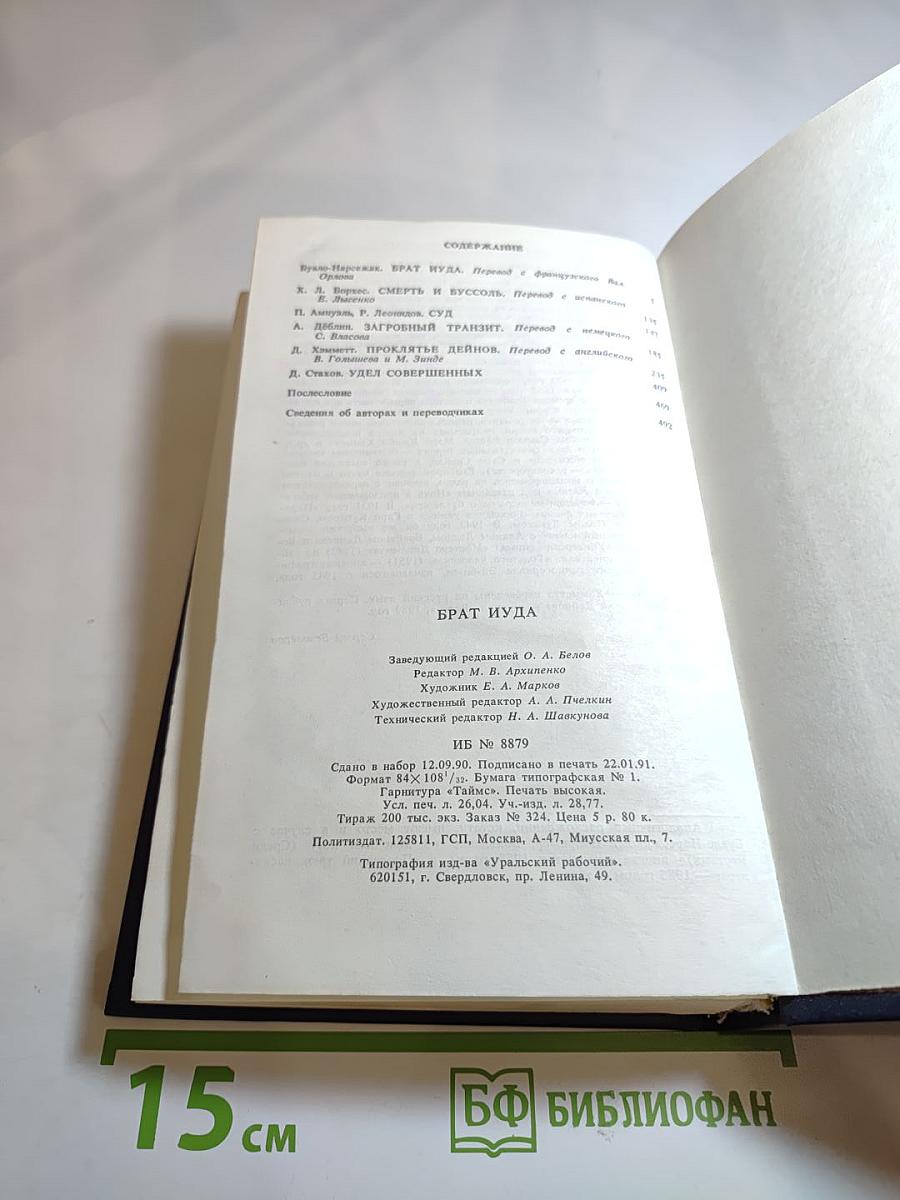 СОДЕРЖАНИЕ
Буало-Нарсежак. БРАТ ИУДА. Перевод с французского Вал.
Орлова
Х. Л. Борхес. СМЕРТЬ И БУССОЛЬ. Перевод с испанского
Е. Лысенко
П. Амнуэль, Р. Леонидов. СУД
А. Дёблин. ЗАГРОБНЫЙ ТРАНЗИТ. Перевод с немецкого
С. Власова
Д. Хэмметт. ПРОКЛЯТЬЕ ДЕЙНОВ. Перевод с английского
В. Голышева и М. Зинде
Д. Стахов. УДЕЛ СОВЕРШЕННЫХ
409
Послесловие
469
Сведения об авторах и переводчиках
492
БРАТ ИУДА
Заведующий редакцией О. А. Белов
Редактор М. В. Архипенко
Художник Е. А. Марков
Художественный редактор А. А. Пчелкин
Технический редактор Н. А. Шавкунова
ИБ № 8879
Сдано в набор 12.09.90. Подписано в печать 22.01.91.
Формат 84×108¹/₃₂. Бумага типографская № 1.
Гарнитура «Таймс». Печать высокая.
Усл. печ. л. 26,04. Уч.-изд. л. 28,77.
Тираж 200 тыс. экз. Заказ № 324. Цена 5 р. 80 к.
Политиздат. 125811, ГСП, Москва, А-47, Миусская пл., 7.
Типография изд-ва «Уральский рабочий».
620151, г. Свердловск, пр. Ленина, 49.
15 см
БФ БИБЛИОФАН